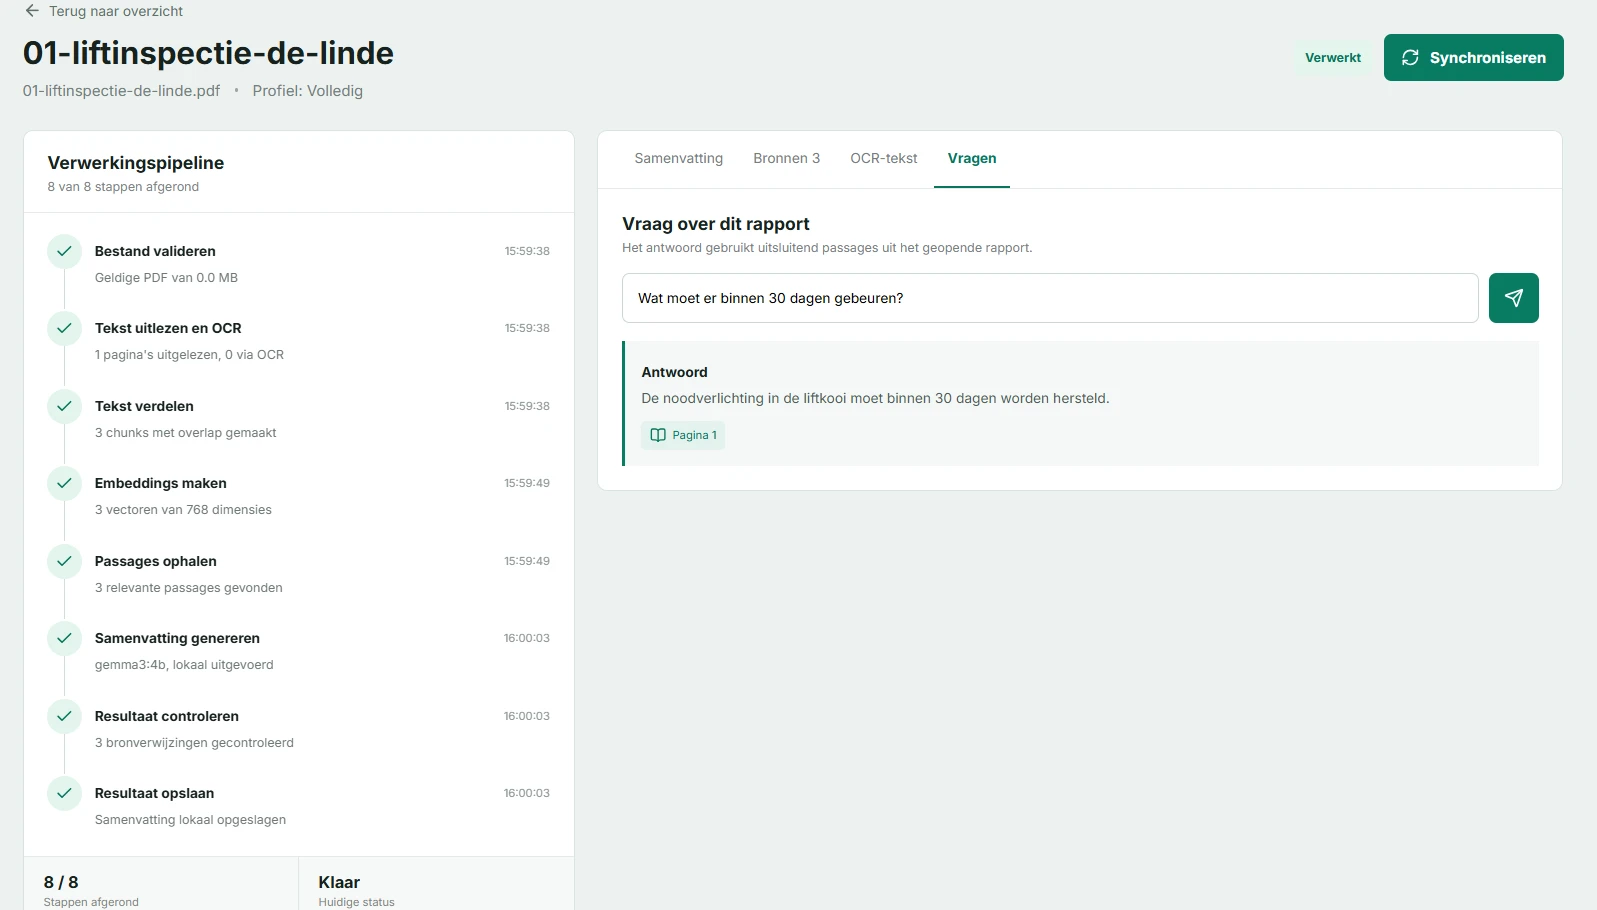 Terug naar overzicht
01-liftinspectie-de-linde
01-liftinspectie-de-linde.pdf • Profiel: Volledig
Verwerkt
Synchroniseren
Verwerkingspipeline
8 van 8 stappen afgerond
Bestand valideren 15:59:38
Geldige PDF van 0.0 MB
Tekst uitlezen en OCR 15:59:38
1 pagina's uitgelezen, 0 via OCR
Tekst verdelen 15:59:38
3 chunks met overlap gemaakt
Embeddings maken 15:59:49
3 vectoren van 768 dimensies
Passages ophalen 15:59:49
3 relevante passages gevonden
Samenvatting genereren 16:00:03
gemma3:4b, lokaal uitgevoerd
Resultaat controleren 16:00:03
3 bronverwijzingen gecontroleerd
Resultaat opslaan 16:00:03
Samenvatting lokaal opgeslagen
8 / 8
Stappen afgerond
Klaar
Huidige status
Samenvatting Bronnen 3 OCR-tekst Vragen
Vraag over dit rapport
Het antwoord gebruikt uitsluitend passages uit het geopende rapport.
Wat moet er binnen 30 dagen gebeuren?
Antwoord
De noodverlichting in de liftkooi moet binnen 30 dagen worden hersteld.
Pagina 1